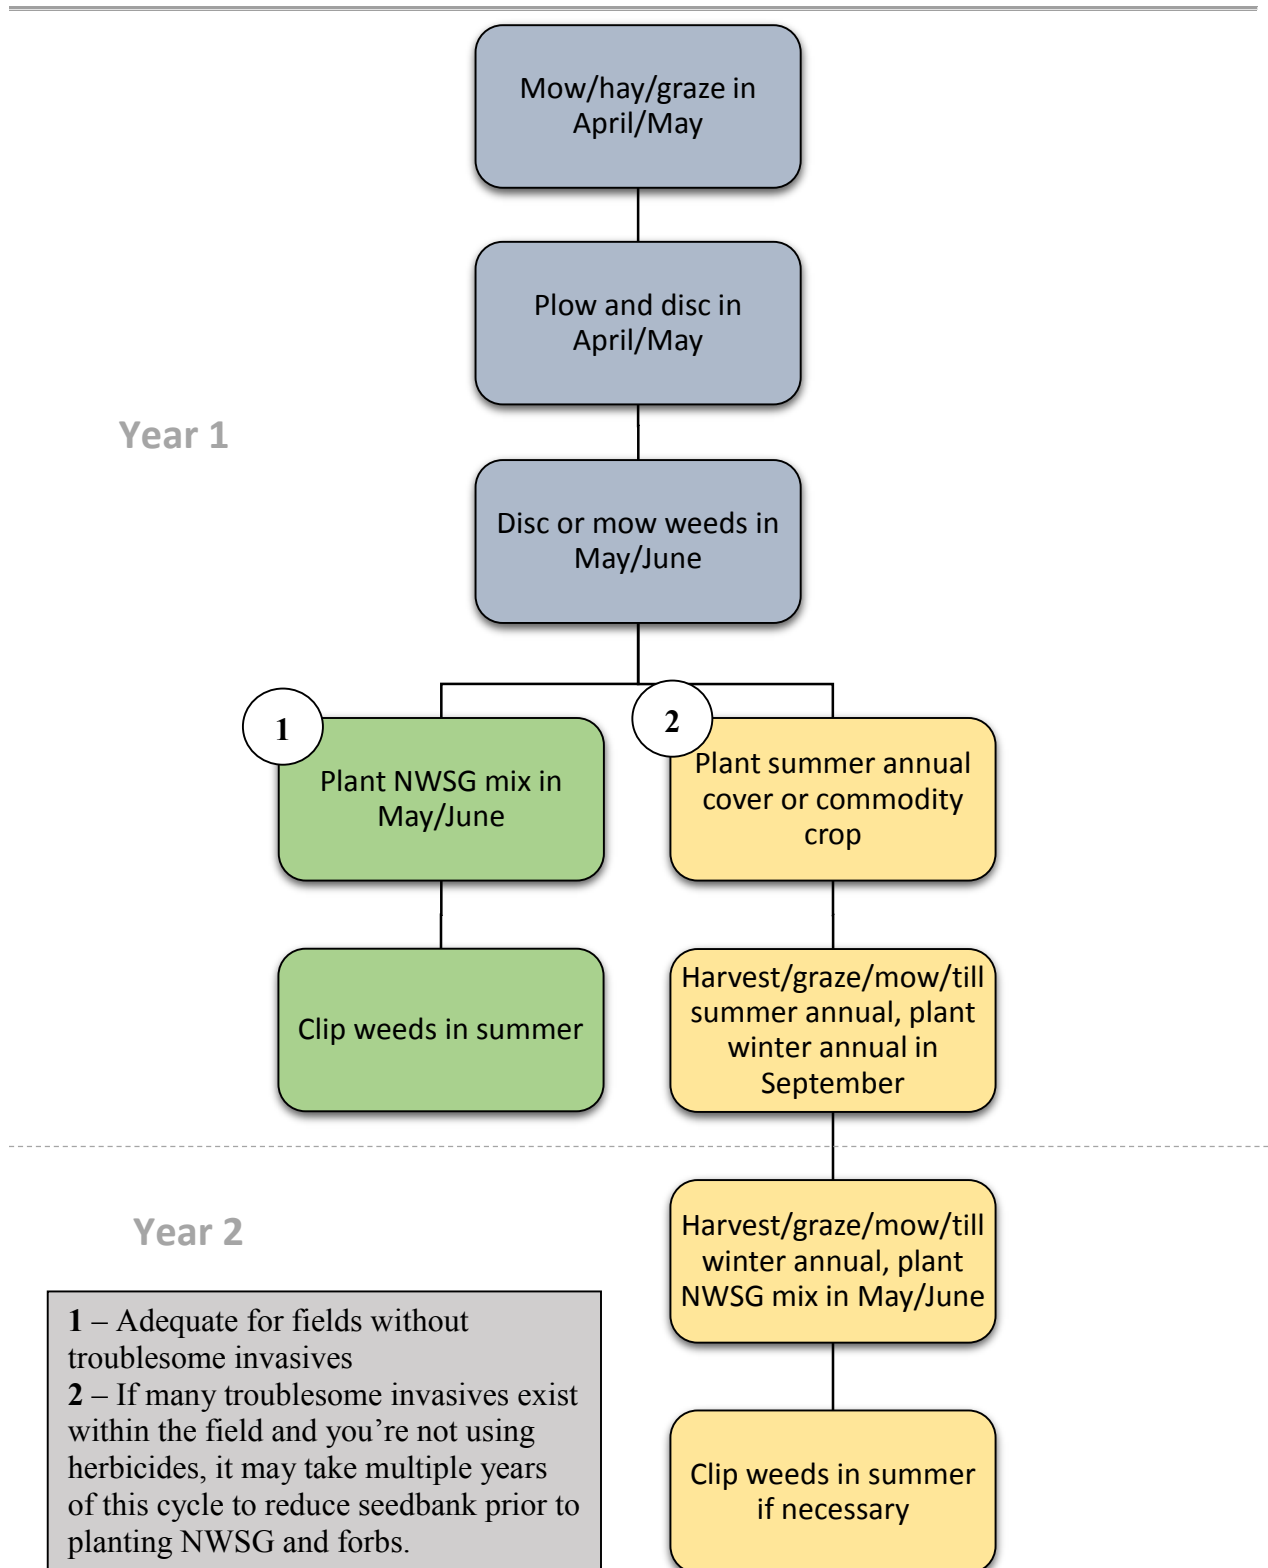 Mow/hay/graze in
April/May
Plow and disc in
April/May
Year 1
Disc or mow weeds in
May/June
1
Plant NWSG mix in
May/June
Clip weeds in summer
2
Plant summer annual
cover or commodity
crop
Harvest/graze/mow/till
summer annual, plant
winter annual in
September
Year 2
Harvest/graze/mow/till
winter annual, plant
NWSG mix in May/June
Clip weeds in summer
if necessary
1 – Adequate for fields without
troublesome invasives
2 – If many troublesome invasives exist
within the field and you’re not using
herbicides, it may take multiple years
of this cycle to reduce seedbank prior to
planting NWSG and forbs.